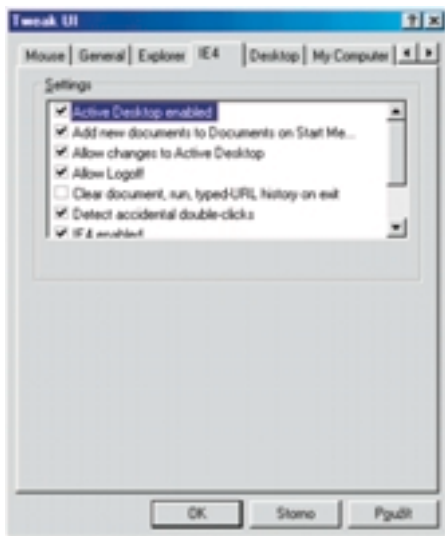 Tweak UI
Mouse General Explorer IE4 Desktop My Computer
Settings
Active Desktop enabled
Add new documents to Documents on Start Me...
Allow changes to Active Desktop
Allow Logoff
Clear document, run, typed-URL history on exit
Detect accidental double-clicks
IE4 enabled
OK Storno Použít